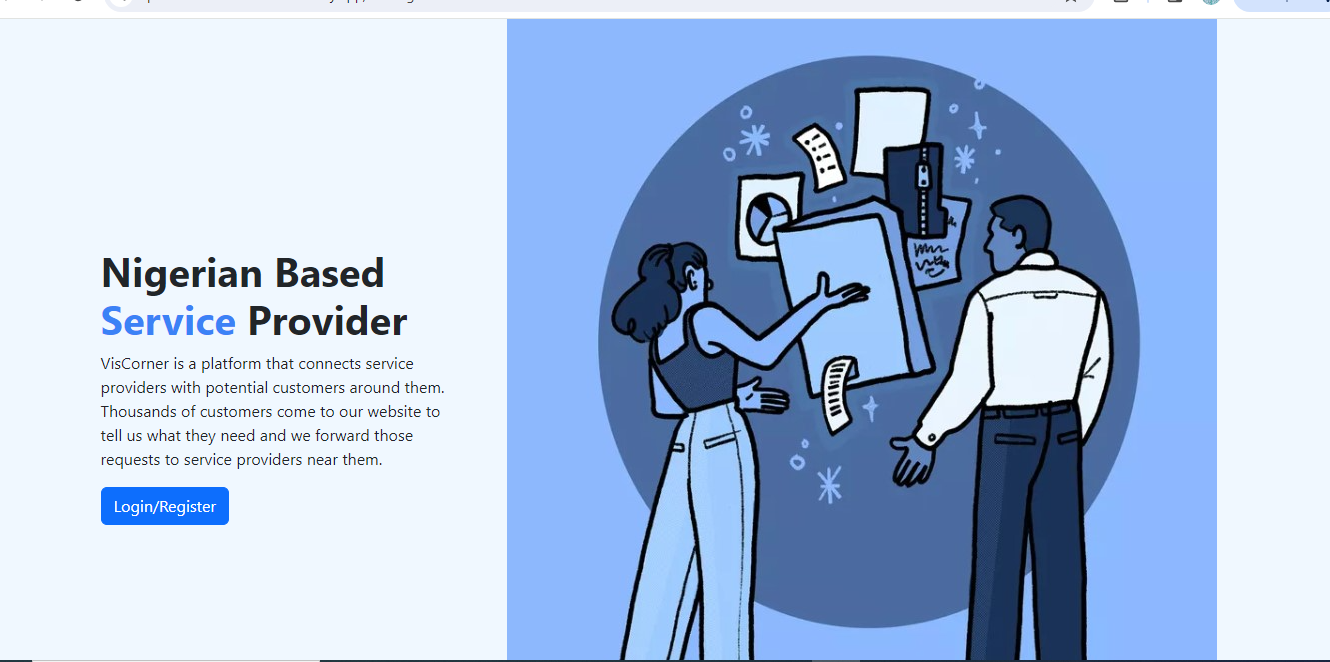 Nigerian Based
Service Provider
VisCorner is a platform that connects service
providers with potential customers around them.
Thousands of customers come to our website to
tell us what they need and we forward those
requests to service providers near them.
Login/Register